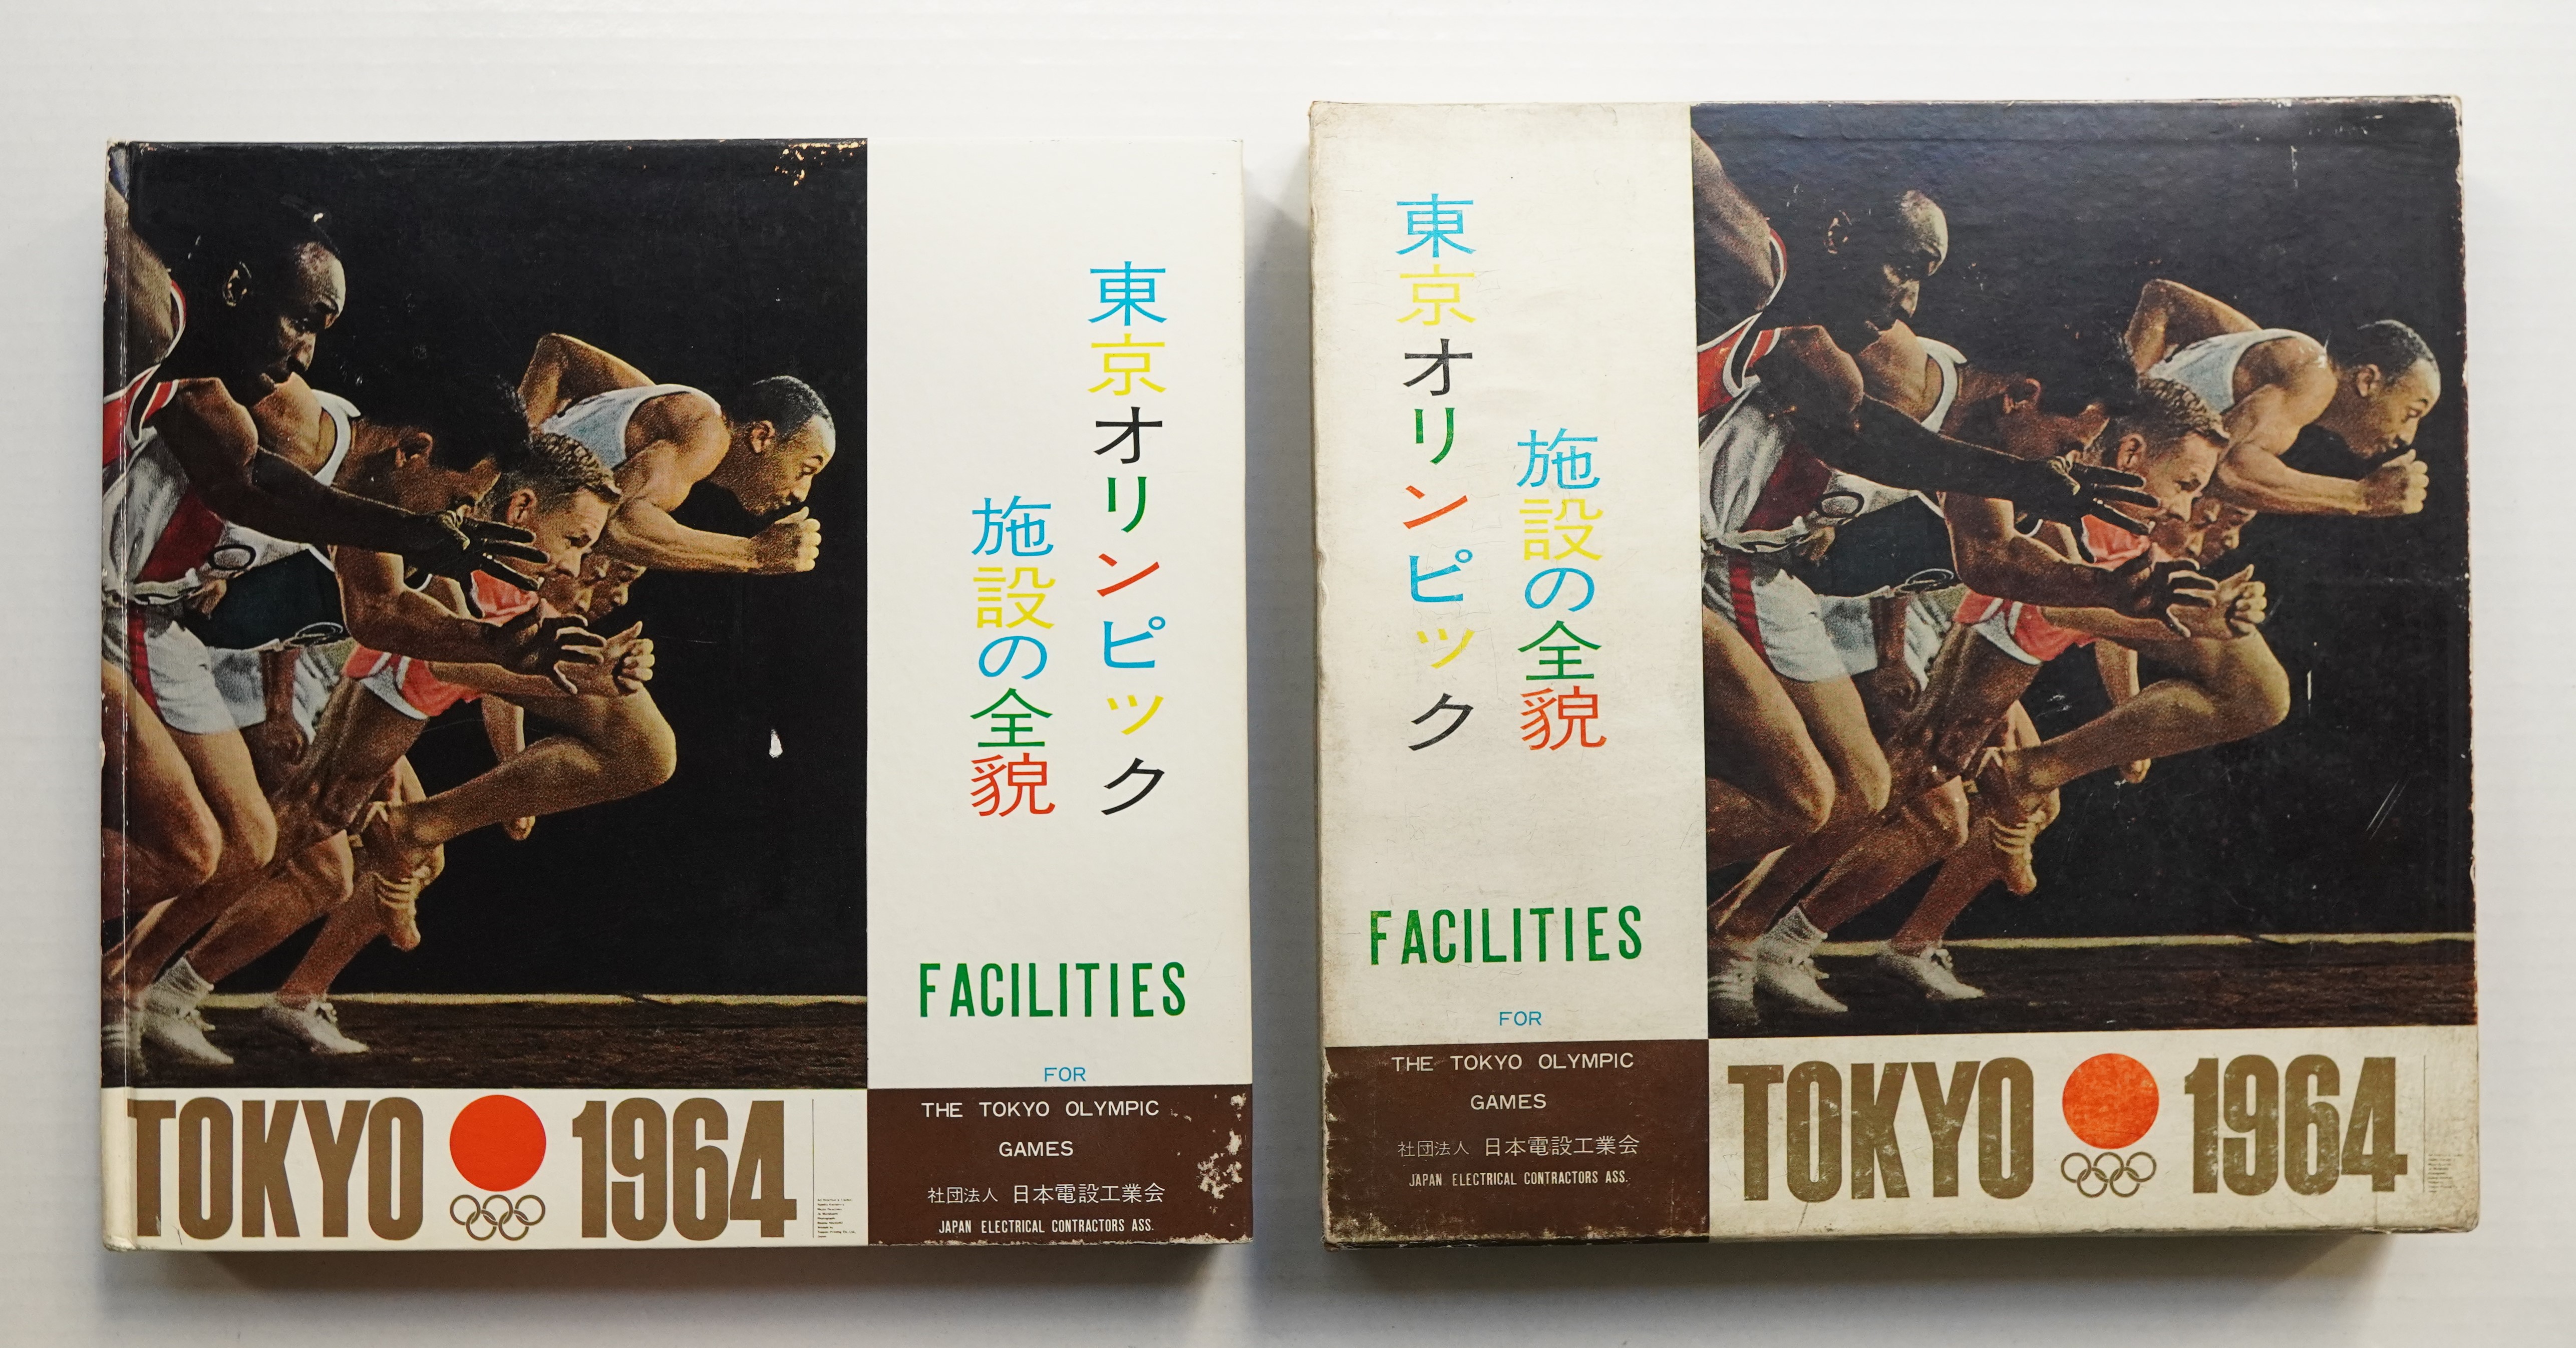 東京オリンピック
施設の全貌
FACILITIES
FOR
THE TOKYO OLYMPIC
GAMES
社団法人 日本電設工業会
JAPAN ELECTRICAL CONTRACTORS ASS.
TOKYO 1964
東京オリンピック
施設の全貌
FACILITIES
FOR
THE TOKYO OLYMPIC
GAMES
社団法人 日本電設工業会
JAPAN ELECTRICAL CONTRACTORS ASS.
TOKYO 1964